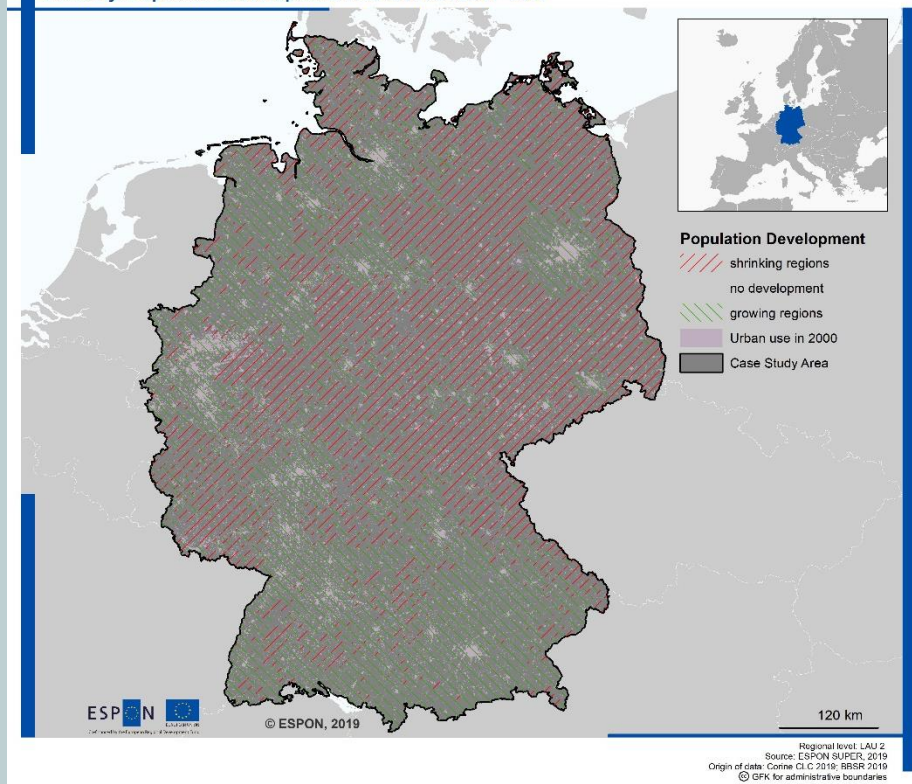 Population Development
shrinking regions
no development
growing regions
Urban use in 2000
Case Study Area
ESPON
© ESPON, 2019
120 km
Regional level: LAU 2
Source: ESPON SUPER, 2019
Origin of data: Corine CLC 2019; BBSR 2019
© GFK for administrative boundaries